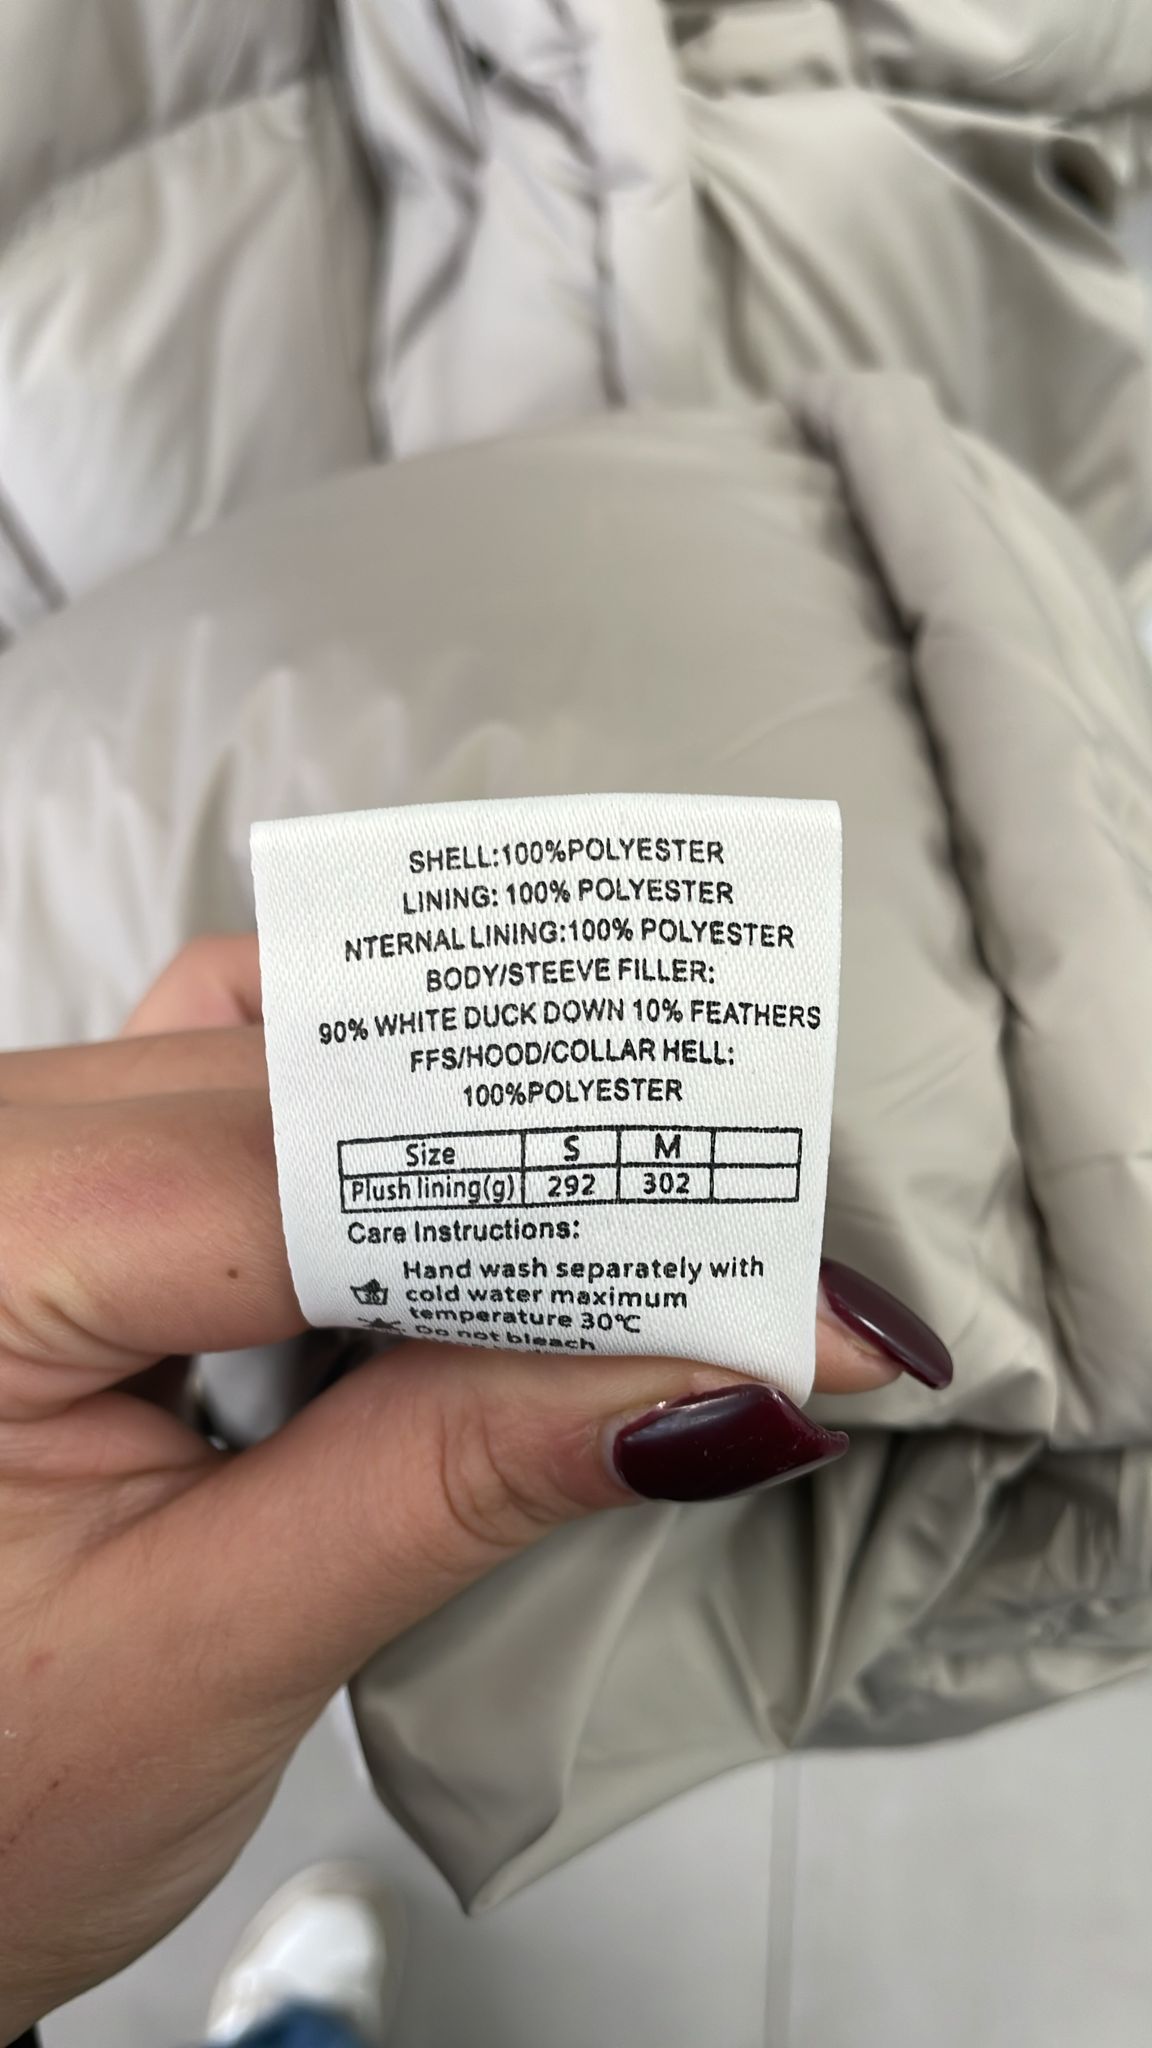 SHELL:100%POLYESTER
LINING: 100% POLYESTER
NTERNAL LINING:100% POLYESTER
BODY/STEEVE FILLER:
90% WHITE DUCK DOWN 10% FEATHERS
FFS/HOOD/COLLAR HELL:
100%POLYESTER
Size S M
Plush lining(g) 292 302
Care Instructions:
Hand wash separately with
30 cold water maximum
temperature 30℃
Do not bleach